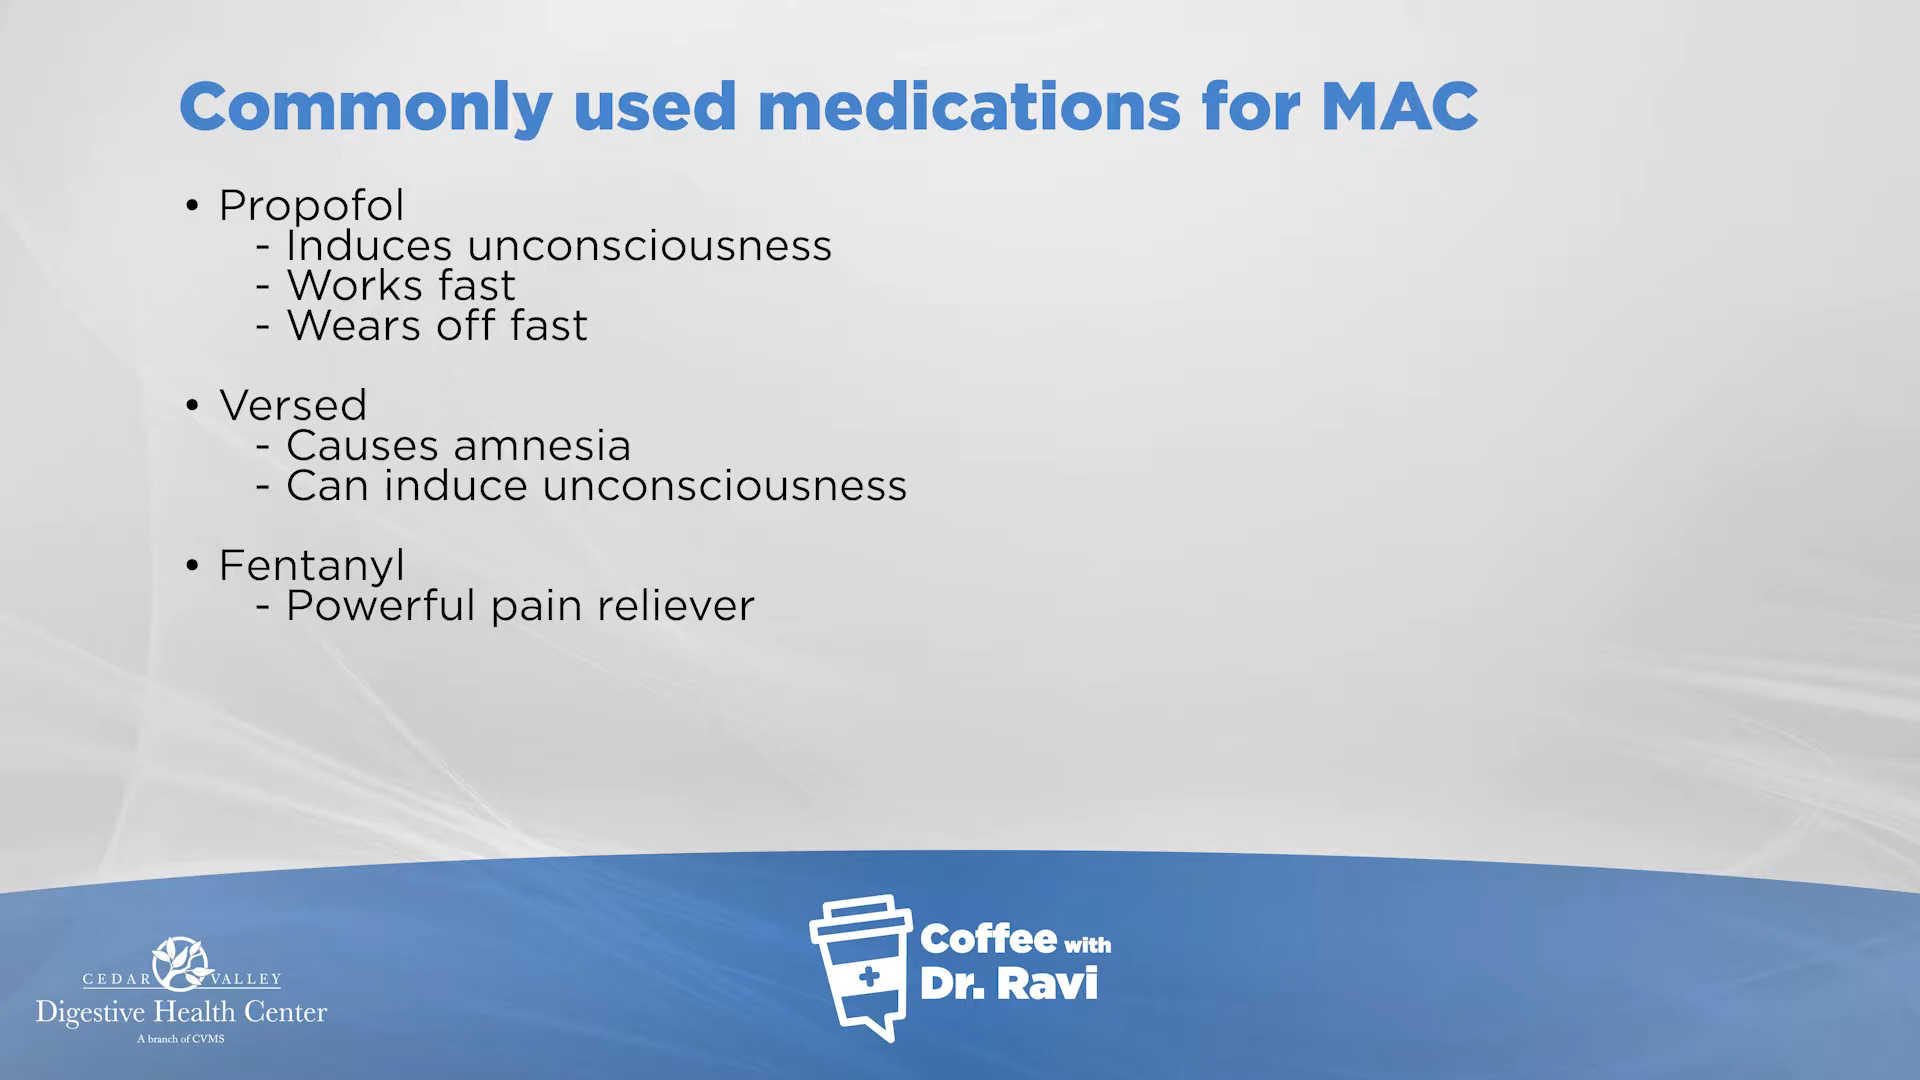 Commonly used medications for MAC
• Propofol
- Induces unconsciousness
- Works fast
- Wears off fast
• Versed
- Causes amnesia
- Can induce unconsciousness
• Fentanyl
- Powerful pain reliever
CEDAR VALLEY
Digestive Health Center
A branch of CVMS
Coffee with
Dr. Ravi